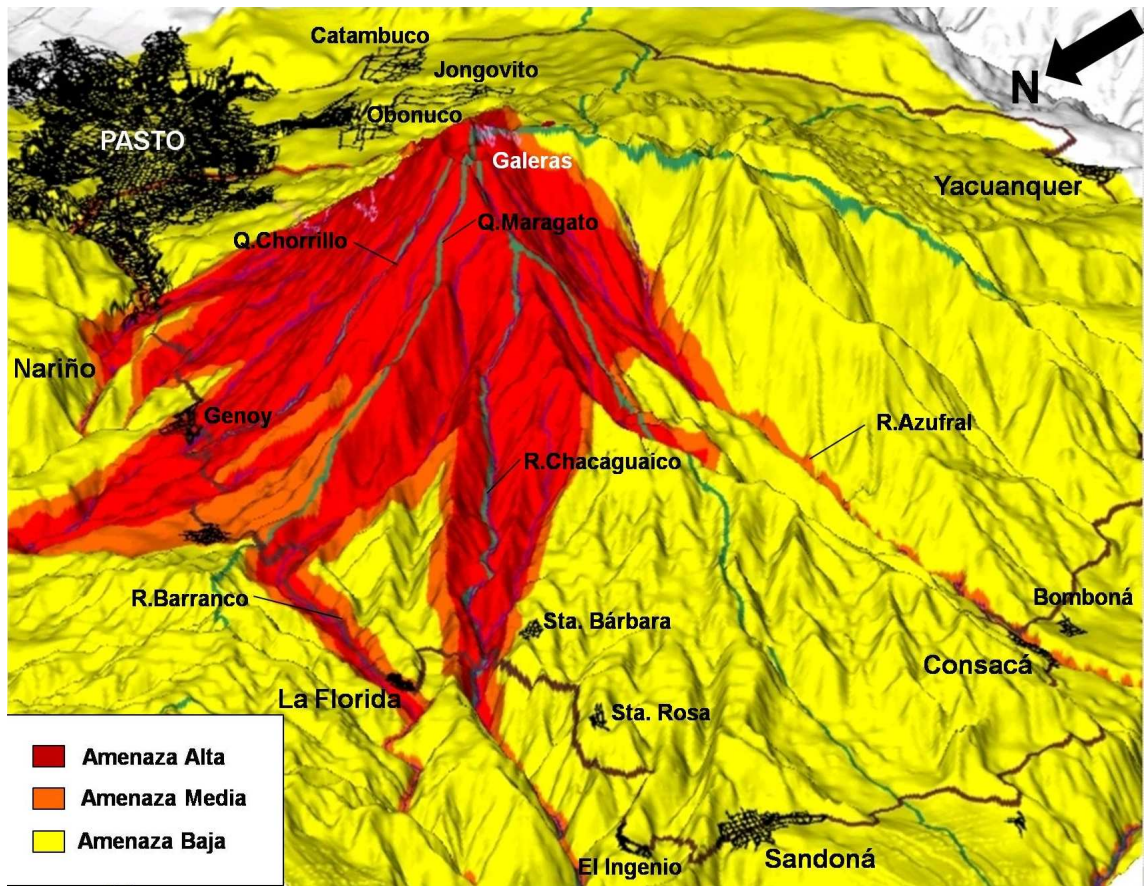 Catambuco
Jongovito
N
Obonuco
PASTO
Galeras
Yacuanquer
Q.Maragato
Q.Chorrillo
Nariño
Genoy
R.Azufral
R.Chacaguaico
R.Barranco
Bomboná
Sta. Bárbara
Consacá
La Florida
Sta. Rosa
Amenaza Alta
Amenaza Media
Amenaza Baja
El Ingenio
Sandoná